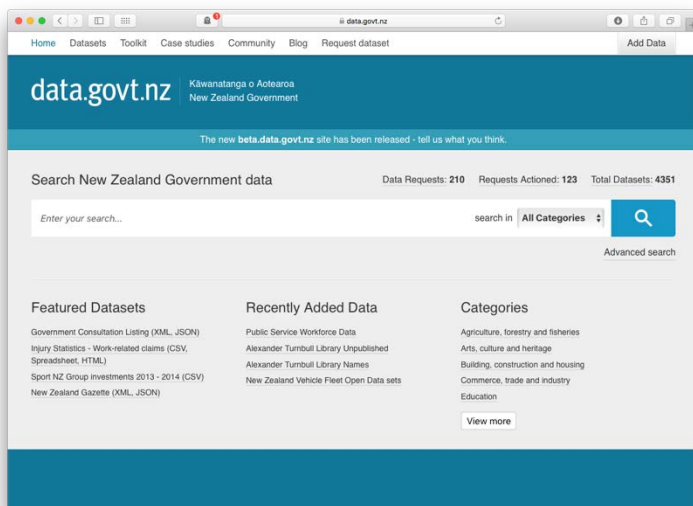 1
data.govt.nz
Home Datasets Toolkit Case studies Community Blog Request dataset Add Data
data.govt.nz
Kāwanatanga o Aotearoa
New Zealand Government
The new beta.data.govt.nz site has been released - tell us what you think.
Search New Zealand Government data
Data Requests: 210 Requests Actioned: 123 Total Datasets: 4351
Enter your search... search in All Categories
Advanced search
Featured Datasets
Government Consultation Listing (XML, JSON)
Injury Statistics - Work-related claims (CSV,
Spreadsheet, HTML)
Sport NZ Group investments 2013 - 2014 (CSV)
New Zealand Gazette (XML, JSON)
Recently Added Data
Public Service Workforce Data
Alexander Turnbull Library Unpublished
Alexander Turnbull Library Names
New Zealand Vehicle Fleet Open Data sets
Categories
Agriculture, forestry and fisheries
Arts, culture and heritage
Building, construction and housing
Commerce, trade and industry
Education
View more